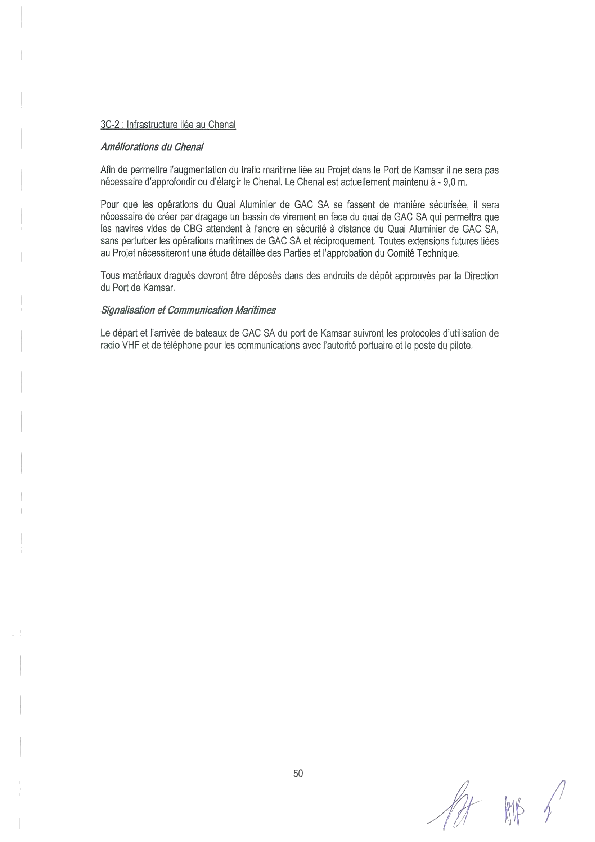 3C-2 : Infrastructure liée au Chenal
Améliorations du Chenal
Afin de permettre l'augmentation du trafic maritime liée au Projet dans le Port de Kamsar il ne sera pas
nécessaire d'approfondir ou d'élargir le Chenal. Le Chenal est actuellement maintenu à - 9,0 m.
Pour que les opérations du Quai Aluminier de GAC SA se fassent de manière sécurisée, il sera
nécessaire de créer par dragage un bassin de virement en face du quai de GAC SA qui permettra que
les navires vides de CBG attendent à l'ancre en sécurité à distance du Quai Aluminier de GAC SA,
sans perturber les opérations maritimes de GAC SA et réciproquement. Toutes extensions futures liées
au Projet nécessiteront une étude détaillée des Parties et l'approbation du Comité Technique.
Tous matériaux dragués devront être déposés dans des endroits de dépôt approuvés par la Direction
du Port de Kamsar.
Signalisation et Communication Maritimes
Le départ et l'arrivée de bateaux de GAC SA du port de Kamsar suivront les protocoles d'utilisation de
radio VHF et de téléphone pour les communications avec l'autorité portuaire et le poste du pilote.
50